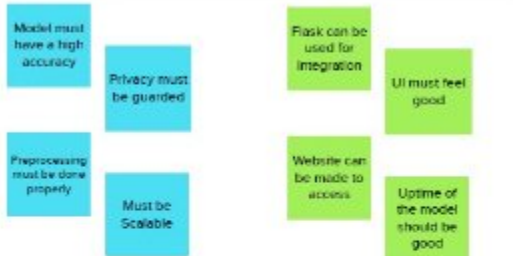 Model must
have a high
accuracy
Privacy must
be guarded
Preprocessing
must be done
properly
Must be
Scalable
Flask can be
used for
integration
UI must feel
good
Website can
be made to
access
Uptime of
the model
should be
good